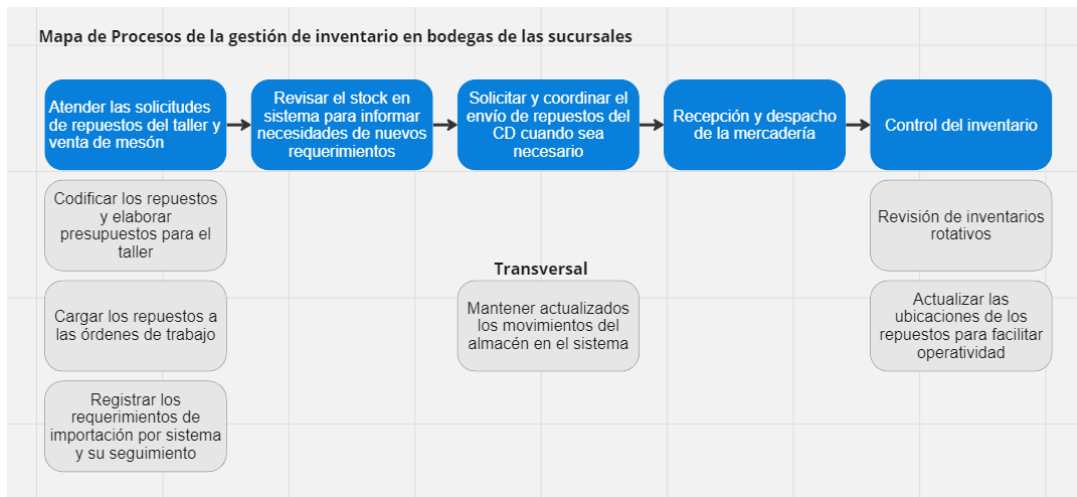 Mapa de Procesos de la gestión de inventario en bodegas de las sucursales
Atender las solicitudes
de repuestos del taller y
venta de mesón
Revisar el stock en
sistema para informar
necesidades de nuevos
requerimientos
Solicitar y coordinar el
envío de repuestos del
CD cuando sea
necesario
Recepción y despacho
de la mercadería
Control del inventario
Codificar los repuestos
y elaborar
presupuestos para el
taller
Cargar los repuestos a
las órdenes de trabajo
Registrar los
requerimientos de
importación por sistema
y su seguimiento
Transversal
Mantener actualizados
los movimientos del
almacén en el sistema
Revisión de inventarios
rotativos
Actualizar las
ubicaciones de los
repuestos para facilitar
operatividad